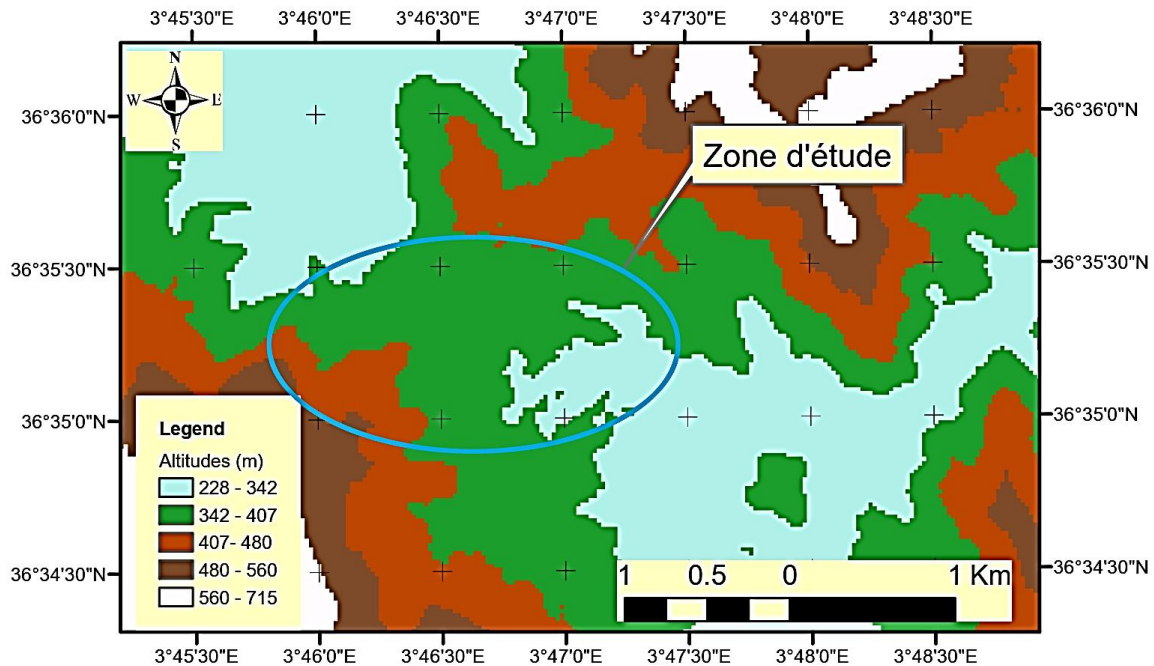 3°45'30"E 3°46'0"E 3°46'30"E 3°47'0"E 3°47'30"E 3°48'0"E 3°48'30"E
N
W E
S
36°36'0"N 36°36'0"N
Zone d'étude
36°35'30"N 36°35'30"N
36°35'0"N 36°35'0"N
Legend
Altitudes (m)
228 - 342
342 - 407
407- 480
480 - 560
560 - 715
36°34'30"N 36°34'30"N
1 0.5 0 1 Km
3°45'30"E 3°46'0"E 3°46'30"E 3°47'0"E 3°47'30"E 3°48'0"E 3°48'30"E